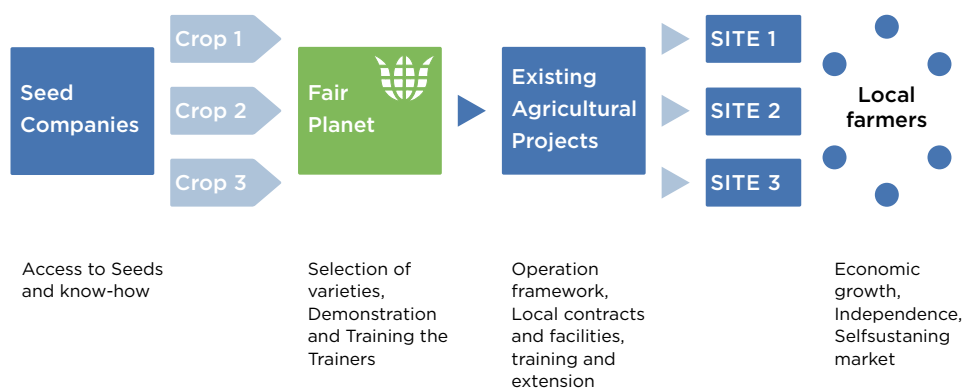 Seed
Companies
Crop 1
Crop 2
Crop 3
Fair
Planet
Existing
Agricultural
Projects
SITE 1
SITE 2
SITE 3
Local
farmers
Access to Seeds
and know-how
Selection of
varieties,
Demonstration
and Training the
Trainers
Operation
framework,
Local contracts
and facilities,
training and
extension
Economic
growth,
Independence,
Selfsustaning
market